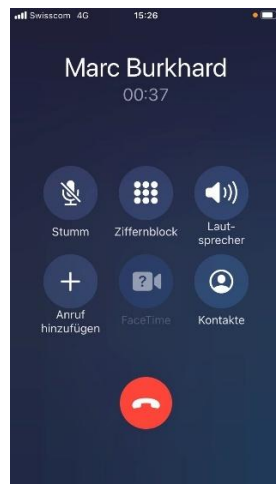 Swisscom 4G 15:26
Marc Burkhard
00:37
Stumm Ziffernblock Laut-
sprecher
Anruf FaceTime Kontakte
hinzufügen